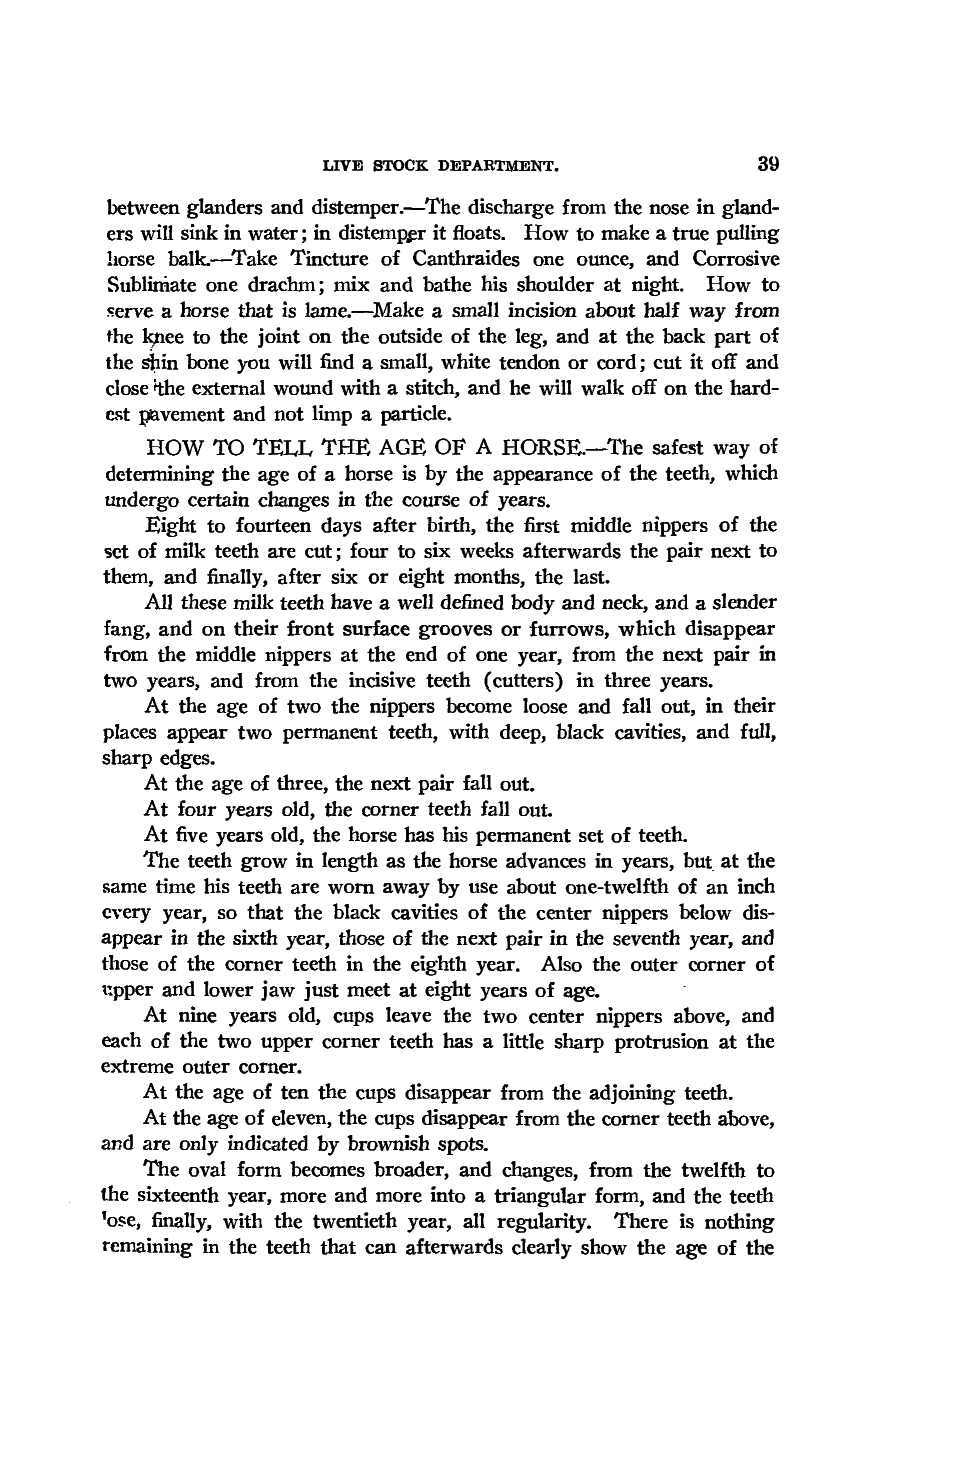 LIVE STOCK DEPARTMENT. 39
between glanders and distemper.—The discharge from the nose in gland-
ers will sink in water; in distemper it floats. How to make a true pulling
horse balk.—Take Tincture of Canthraides one ounce, and Corrosive
Sublimate one drachm; mix and bathe his shoulder at night. How to
serve a horse that is lame.—Make a small incision about half way from
the knee to the joint on the outside of the leg, and at the back part of
the shin bone you will find a small, white tendon or cord; cut it off and
close the external wound with a stitch, and he will walk off on the hard-
est pavement and not limp a particle.
HOW TO TELL THE AGE OF A HORSE.—The safest way of
determining the age of a horse is by the appearance of the teeth, which
undergo certain changes in the course of years.
Eight to fourteen days after birth, the first middle nippers of the
set of milk teeth are cut; four to six weeks afterwards the pair next to
them, and finally, after six or eight months, the last.
All these milk teeth have a well defined body and neck, and a slender
fang, and on their front surface grooves or furrows, which disappear
from the middle nippers at the end of one year, from the next pair in
two years, and from the incisive teeth (cutters) in three years.
At the age of two the nippers become loose and fall out, in their
places appear two permanent teeth, with deep, black cavities, and full,
sharp edges.
At the age of three, the next pair fall out.
At four years old, the corner teeth fall out.
At five years old, the horse has his permanent set of teeth.
The teeth grow in length as the horse advances in years, but at the
same time his teeth are worn away by use about one-twelfth of an inch
every year, so that the black cavities of the center nippers below dis-
appear in the sixth year, those of the next pair in the seventh year, and
those of the corner teeth in the eighth year. Also the outer corner of
upper and lower jaw just meet at eight years of age.
At nine years old, cups leave the two center nippers above, and
each of the two upper corner teeth has a little sharp protrusion at the
extreme outer corner.
At the age of ten the cups disappear from the adjoining teeth.
At the age of eleven, the cups disappear from the corner teeth above,
and are only indicated by brownish spots.
The oval form becomes broader, and changes, from the twelfth to
the sixteenth year, more and more into a triangular form, and the teeth
lose, finally, with the twentieth year, all regularity. There is nothing
remaining in the teeth that can afterwards clearly show the age of the